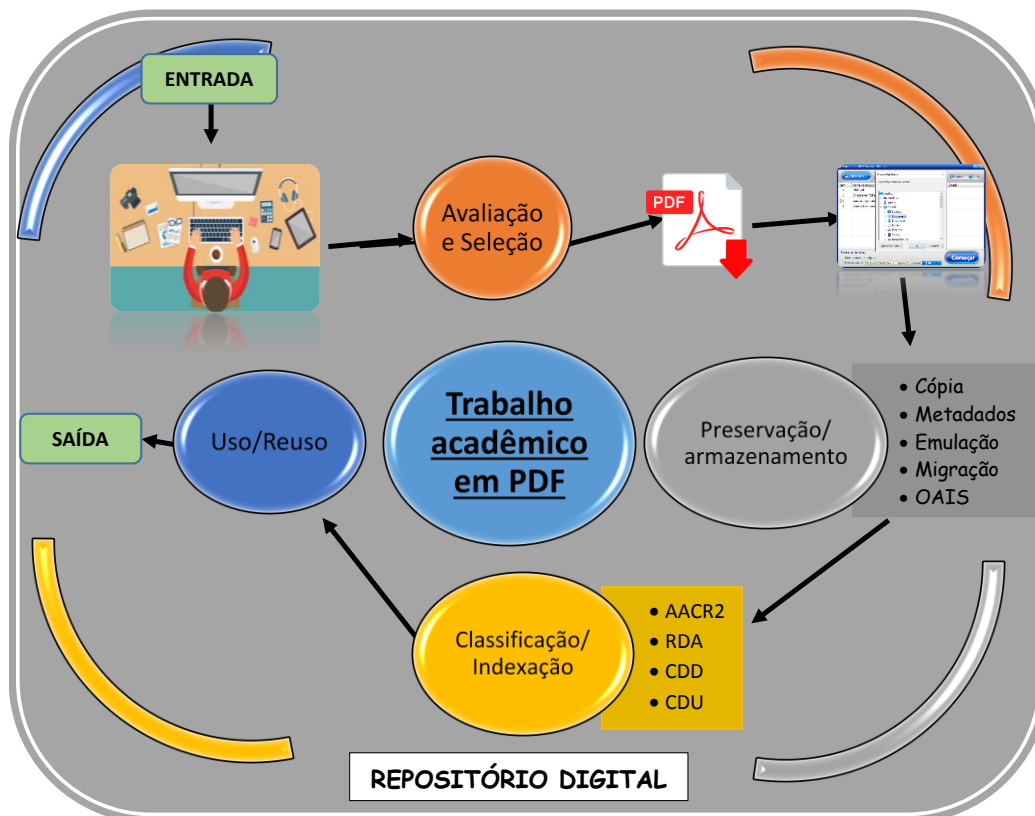 ENTRADA
Avaliação
e Seleção
PDF
Começar
Trabalho
acadêmico
em PDF
Uso/Reuso
SAÍDA
Preservação/
armazenamento
• Cópia
• Metadados
• Emulação
• Migração
• OAIS
Classificação/
Indexação
• AACR2
• RDA
• CDD
• CDU
REPOSITÓRIO DIGITAL